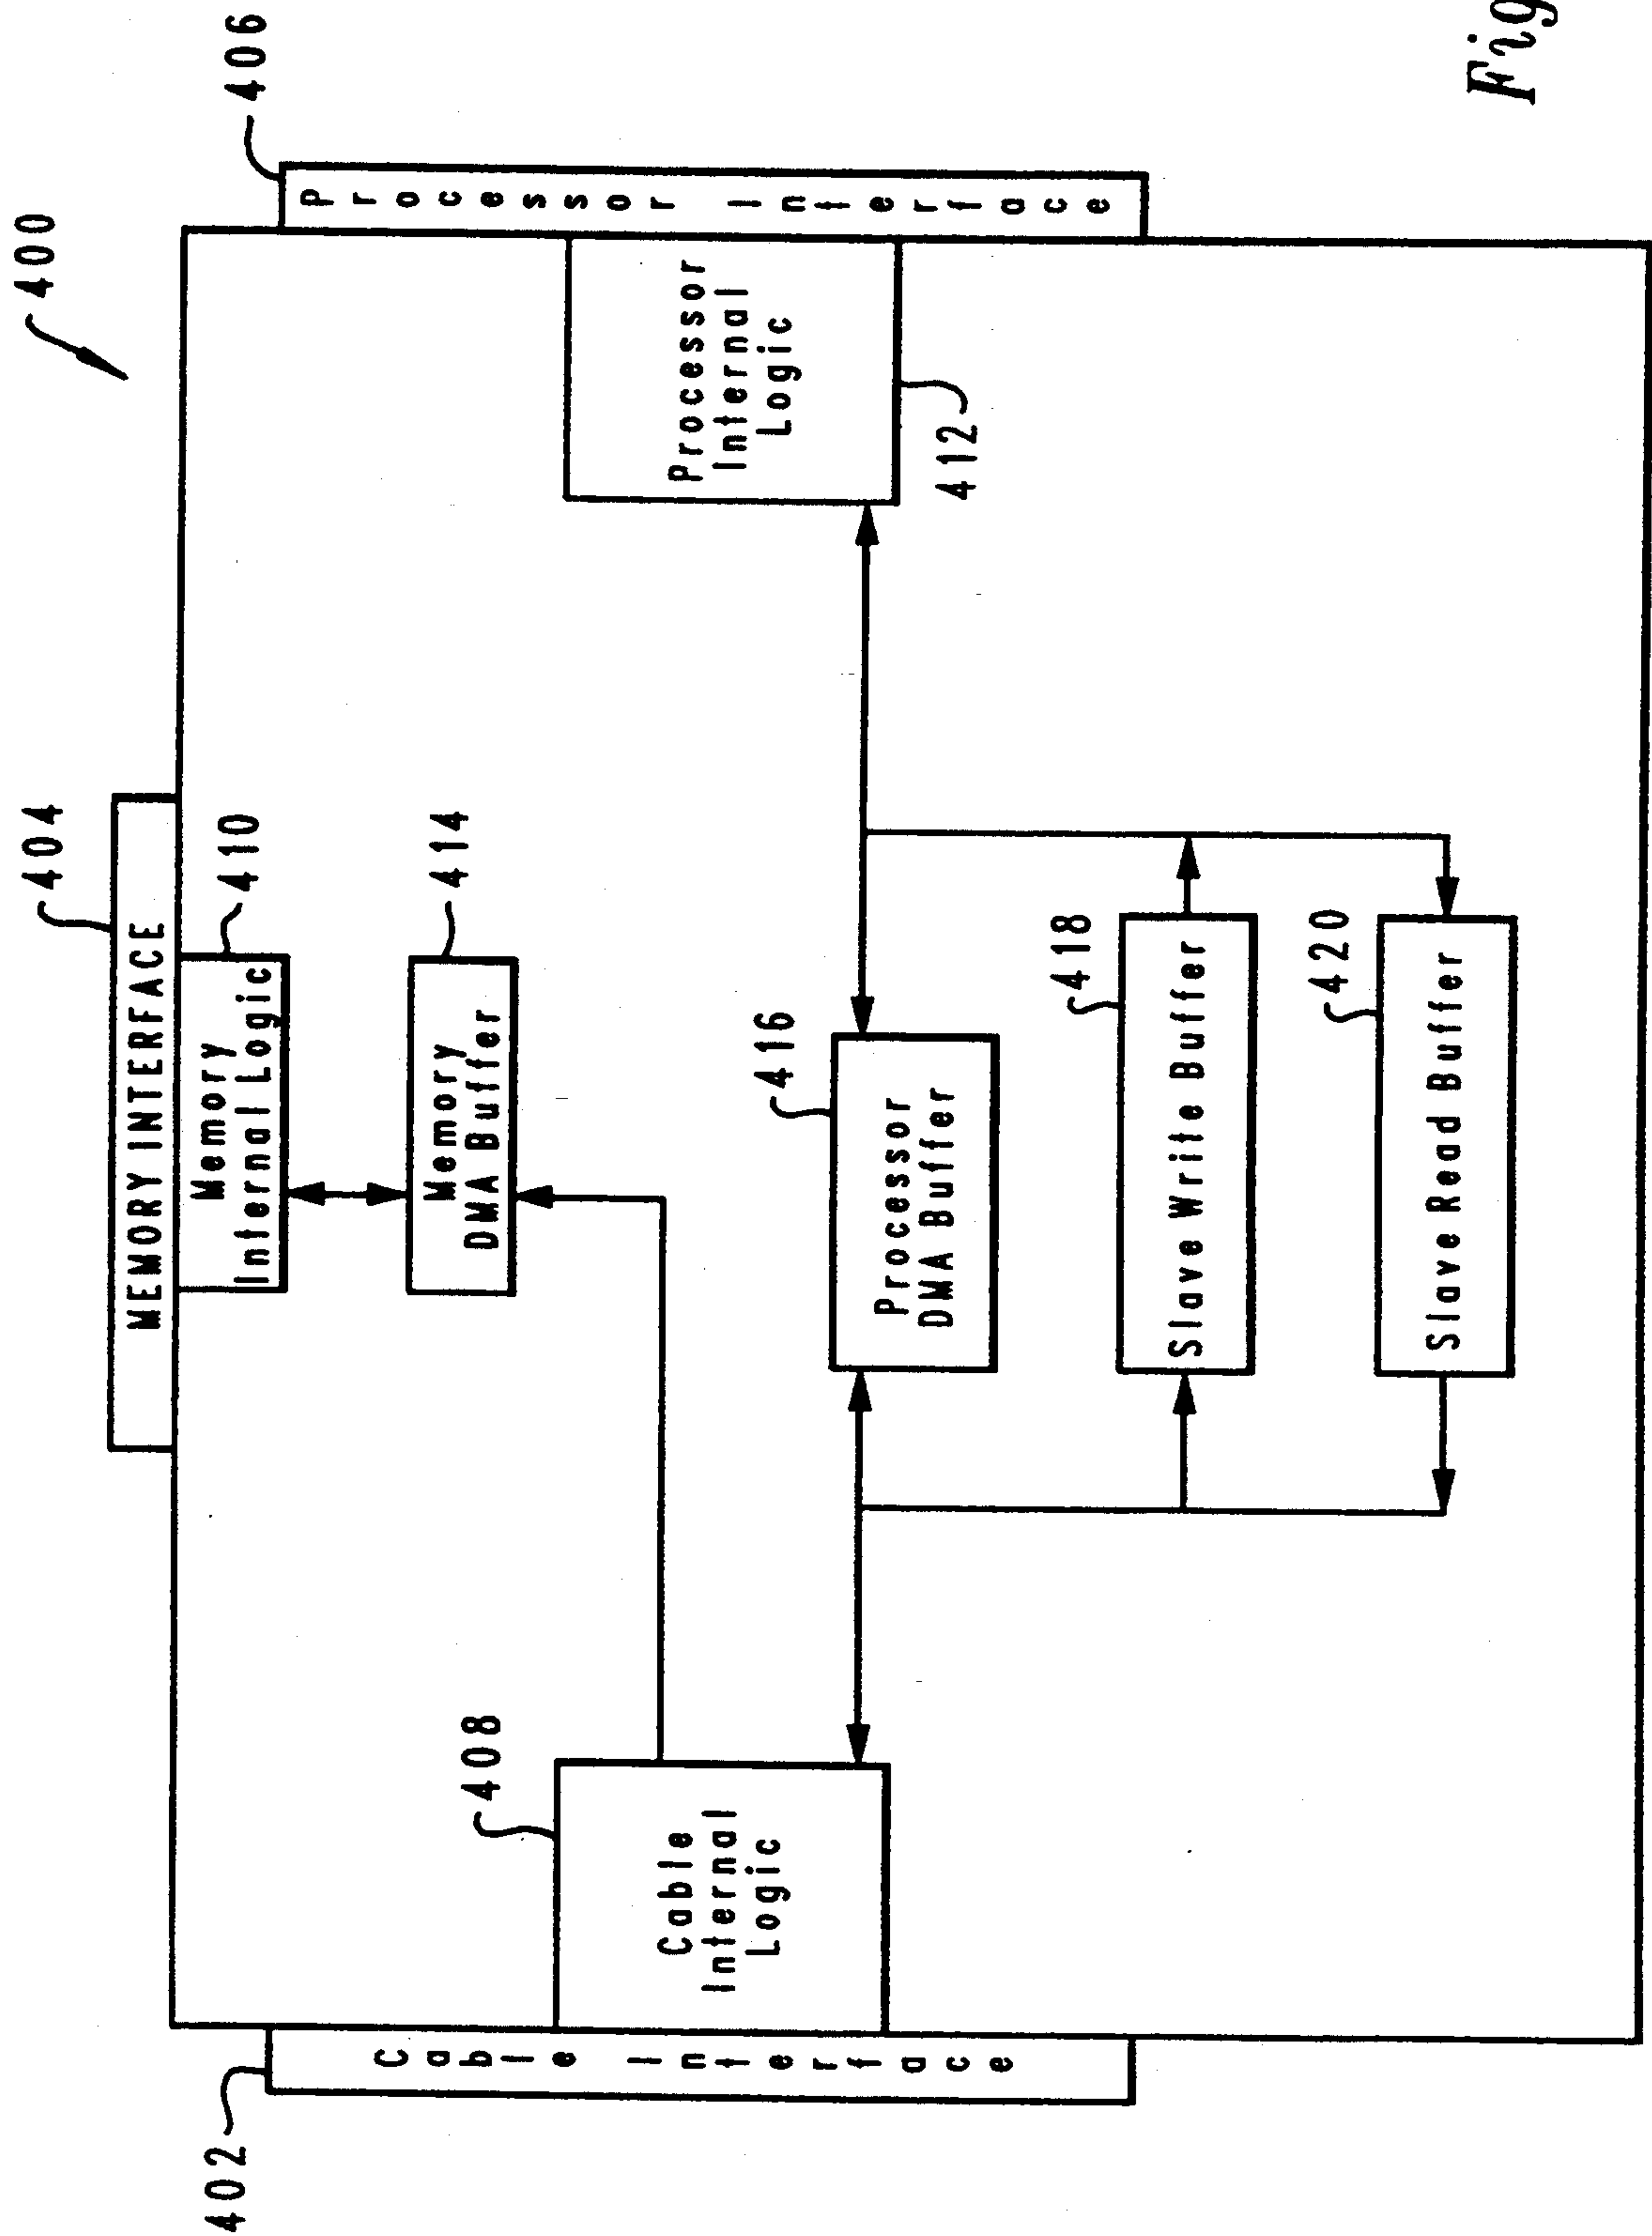 400
404
MEMORY INTERFACE
410
Memory
Internal Logic
414
Memory
DMA Buffer
402
Cable Interface
408
Cable
Internal
Logic
406
Processor Interface
Processor
Internal
Logic
412
416
Processor
DMA Buffer
418
Slave Write Buffer
420
Slave Read Buffer
Fig